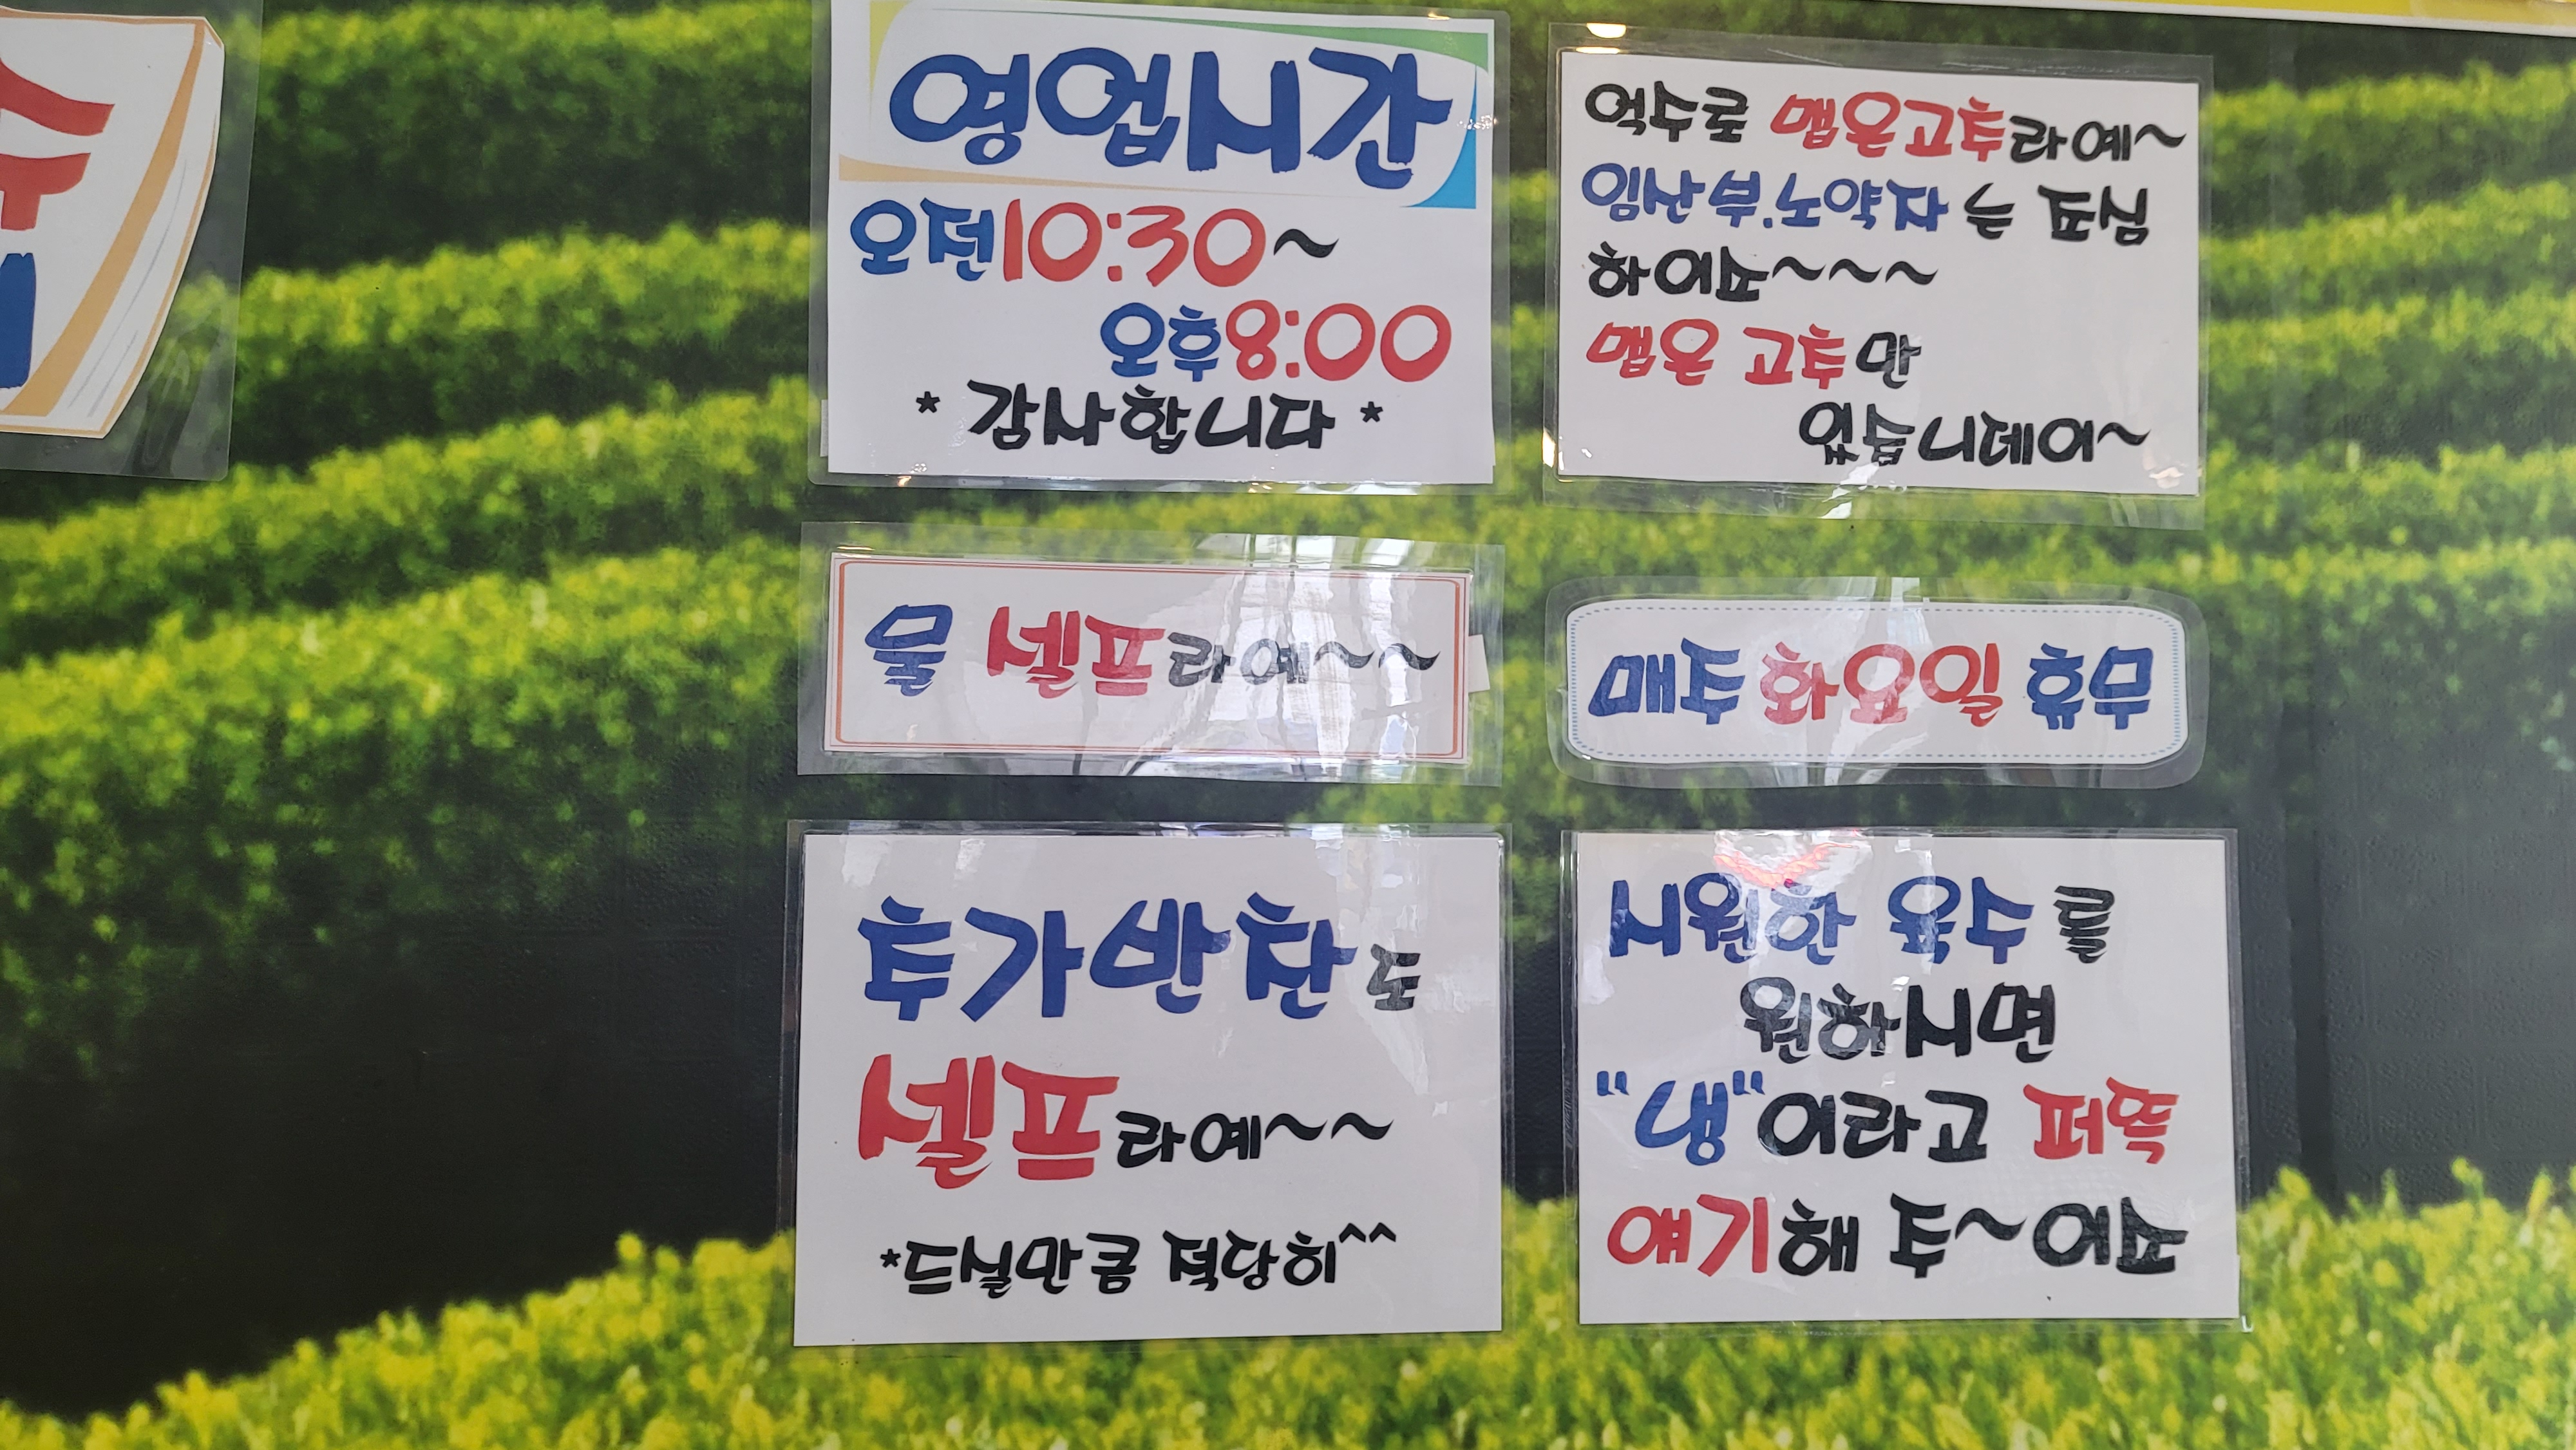 영업시간
오픈10:30~
오후8:00
* 감사합니다 *
억수로 맵운고추라예~
임산부.노약자는 조심
하이소~~~
맵운 고추만
있습니데이~
물 셀프라예~~
매주 화요일 휴무
추가반찬도
셀프라예~~
*드실만큼 적당히^^
시원한 육수를
원하시면
"냉"이라고 퍼뜩
얘기해 주~이소